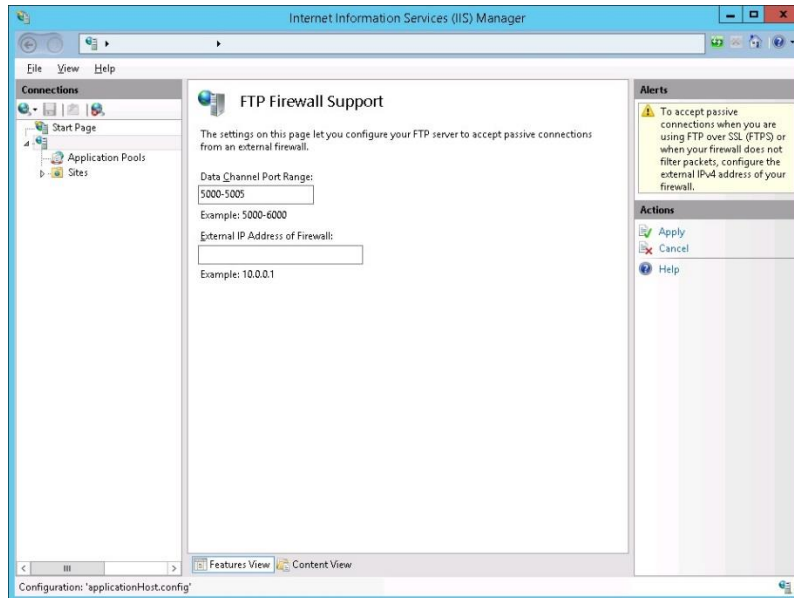 Internet Information Services (IIS) Manager
File View Help
Connections
Start Page
Application Pools
Sites
FTP Firewall Support
The settings on this page let you configure your FTP server to accept passive connections
from an external firewall.
Data Channel Port Range:
5000-5005
Example: 5000-6000
External IP Address of Firewall:
Example: 10.0.0.1
Features View Content View
Alerts
To accept passive
connections when you are
using FTP over SSL (FTPS) or
when your firewall does not
filter packets, configure the
external IPv4 address of your
firewall.
Actions
Apply
Cancel
Help
Configuration: 'applicationHost.config'